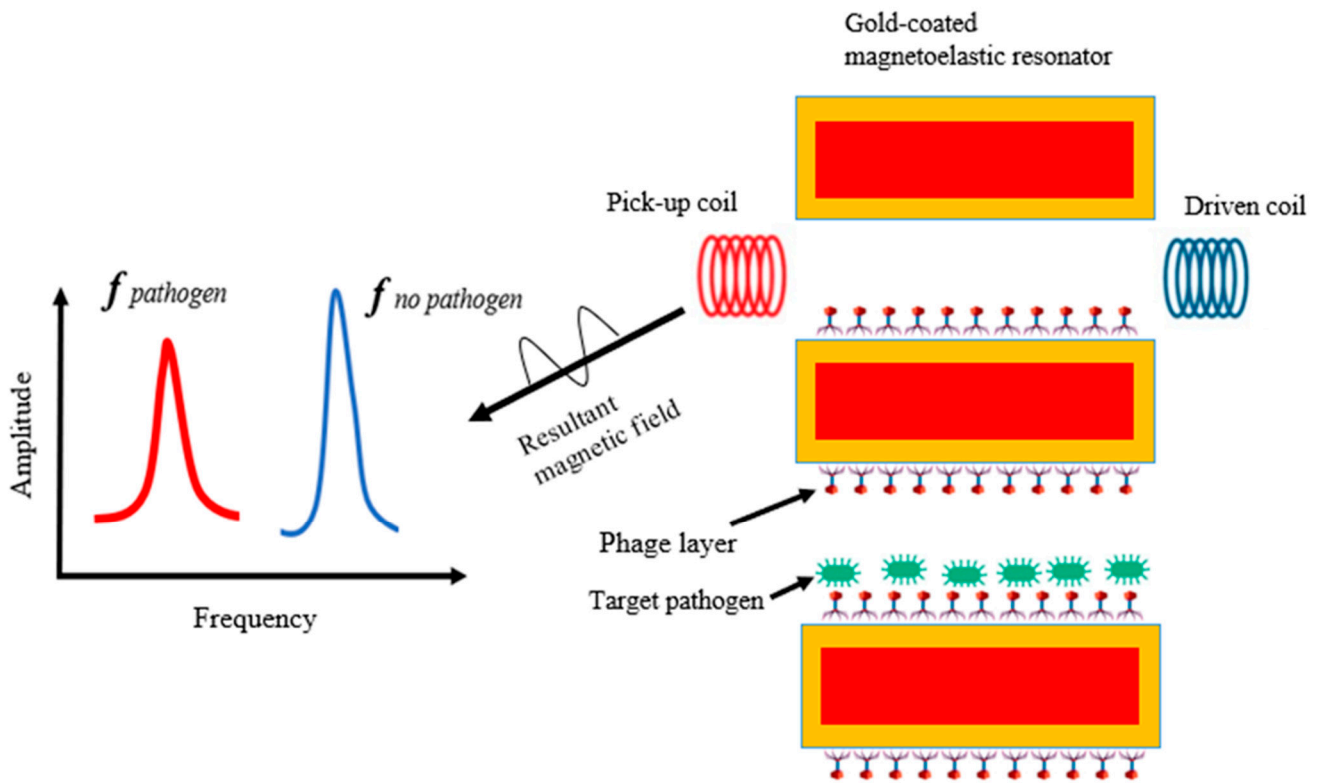 Gold-coated
magnetoelastic resonator
Pick-up coil
Driven coil
f pathogen
f no pathogen
Amplitude
Resultant
magnetic field
Phage layer
Target pathogen
Frequency